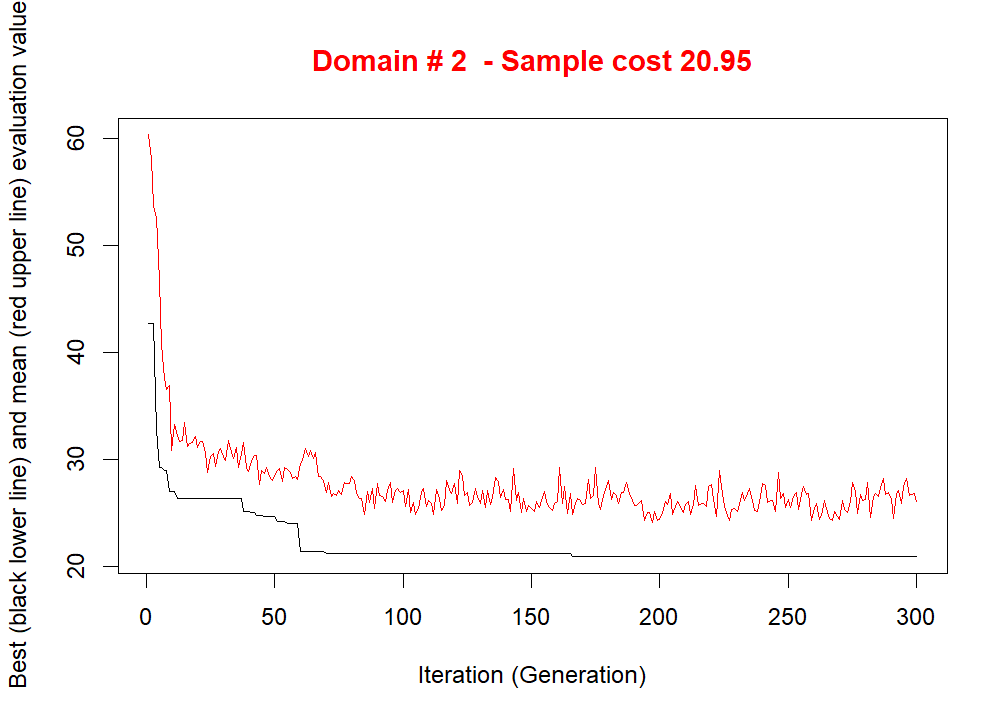 Domain # 2  - Sample cost 20.95
Best (black lower line) and mean (red upper line) evaluation value
60
50
40
30
20
0 50 100 150 200 250 300
Iteration (Generation)